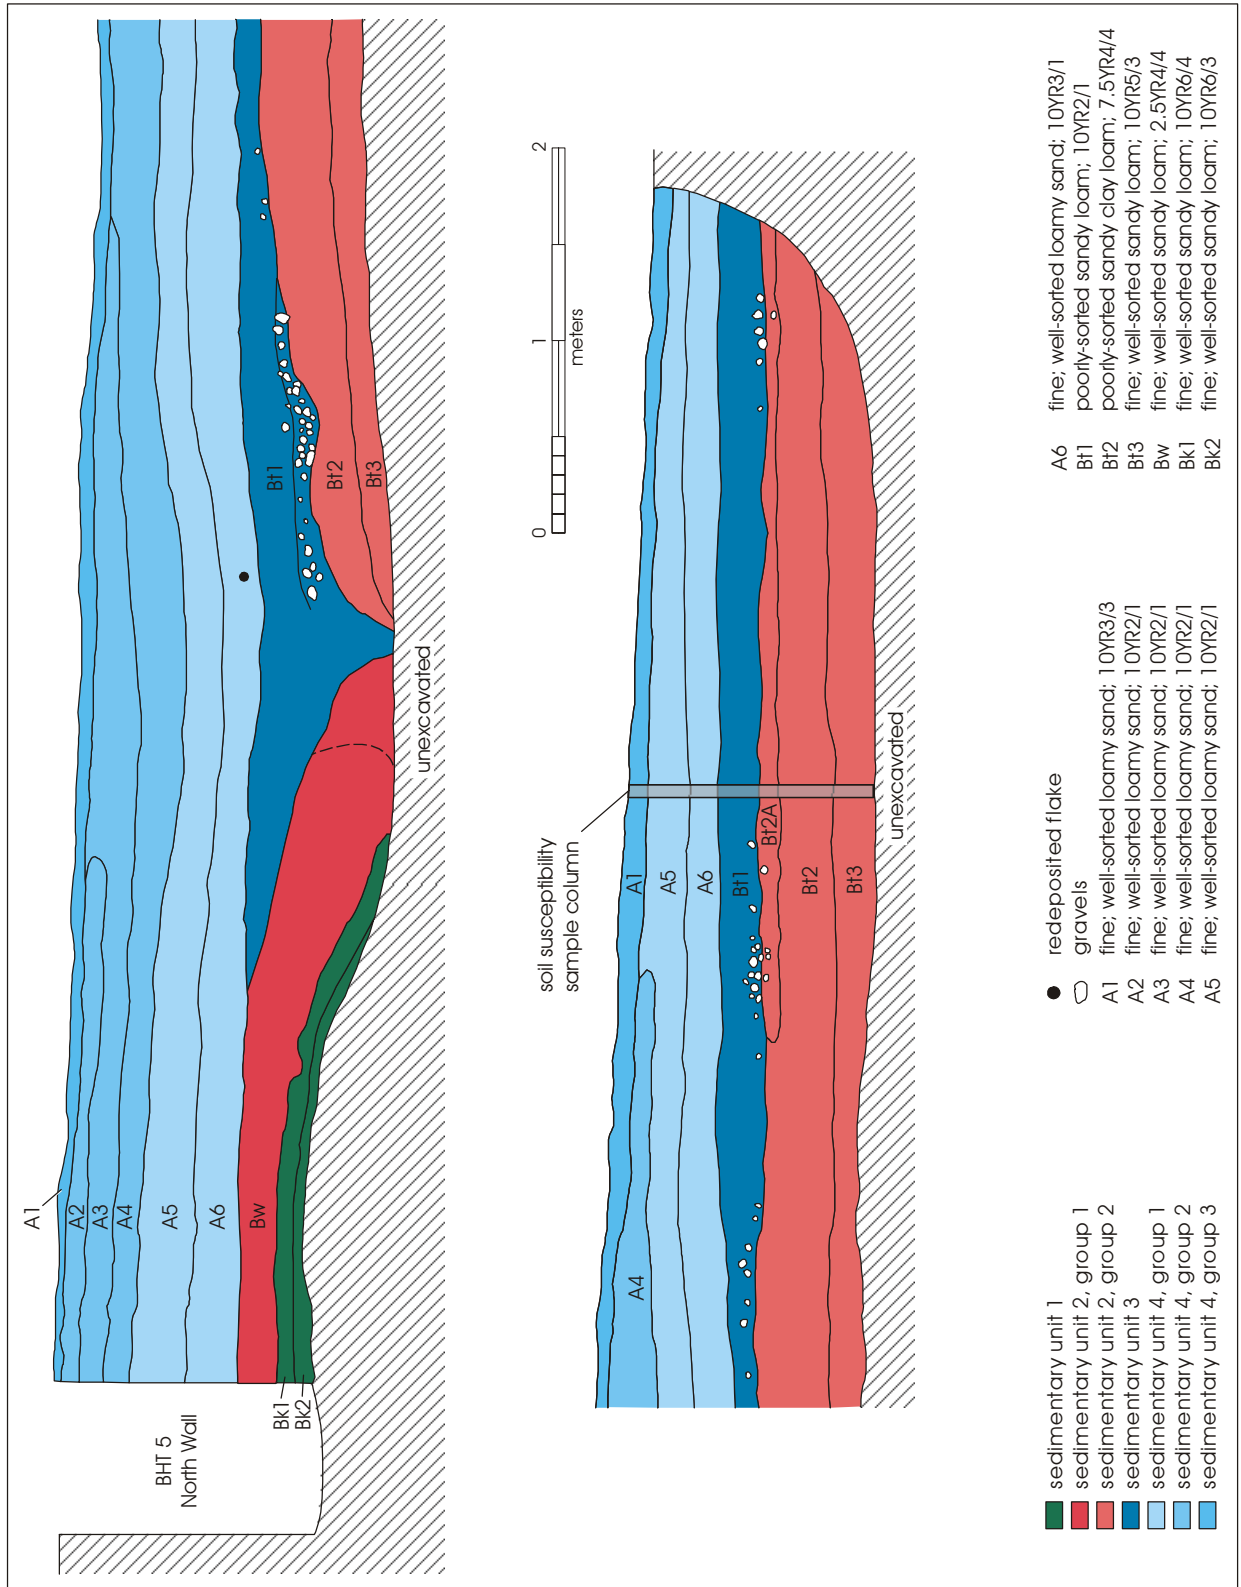 BHT 5
North Wall
A1
A2
A3
A4
A5
A6
Bw
Bk1
Bk2
Bt1
Bt2
Bt3
unexcavated
0
1
2
meters
soil susceptibility
sample column
A4
A1
A5
A6
Bt1
Bt2A
Bt2
Bt3
unexcavated
sedimentary unit 1
sedimentary unit 2, group 1
sedimentary unit 2, group 2
sedimentary unit 3
sedimentary unit 4, group 1
sedimentary unit 4, group 2
sedimentary unit 4, group 3
redeposited flake
gravels
A1 fine; well-sorted loamy sand; 10YR3/3
A2 fine; well-sorted loamy sand; 10YR2/1
A3 fine; well-sorted loamy sand; 10YR2/1
A4 fine; well-sorted loamy sand; 10YR2/1
A5 fine; well-sorted loamy sand; 10YR2/1
A6 fine; well-sorted loamy sand; 10YR3/1
Bt1 poorly-sorted sandy loam; 10YR2/1
Bt2 poorly-sorted sandy clay loam; 7.5YR4/4
Bt3 fine; well-sorted sandy loam; 10YR5/3
Bw fine; well-sorted sandy loam; 2.5YR4/4
Bk1 fine; well-sorted sandy loam; 10YR6/4
Bk2 fine; well-sorted sandy loam; 10YR6/3